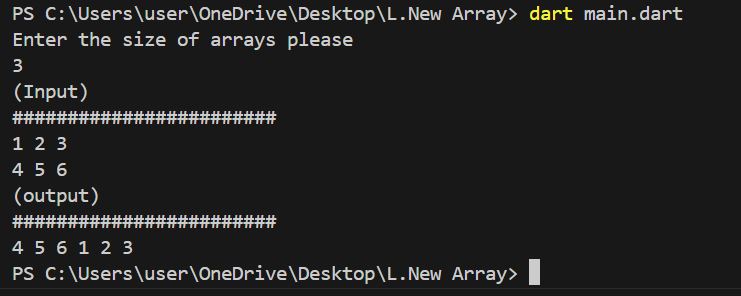 PS C:\Users\user\OneDrive\Desktop\L.New Array> dart main.dart
Enter the size of arrays please
3
(Input)
########################
1 2 3
4 5 6
(output)
########################
4 5 6 1 2 3
PS C:\Users\user\OneDrive\Desktop\L.New Array>